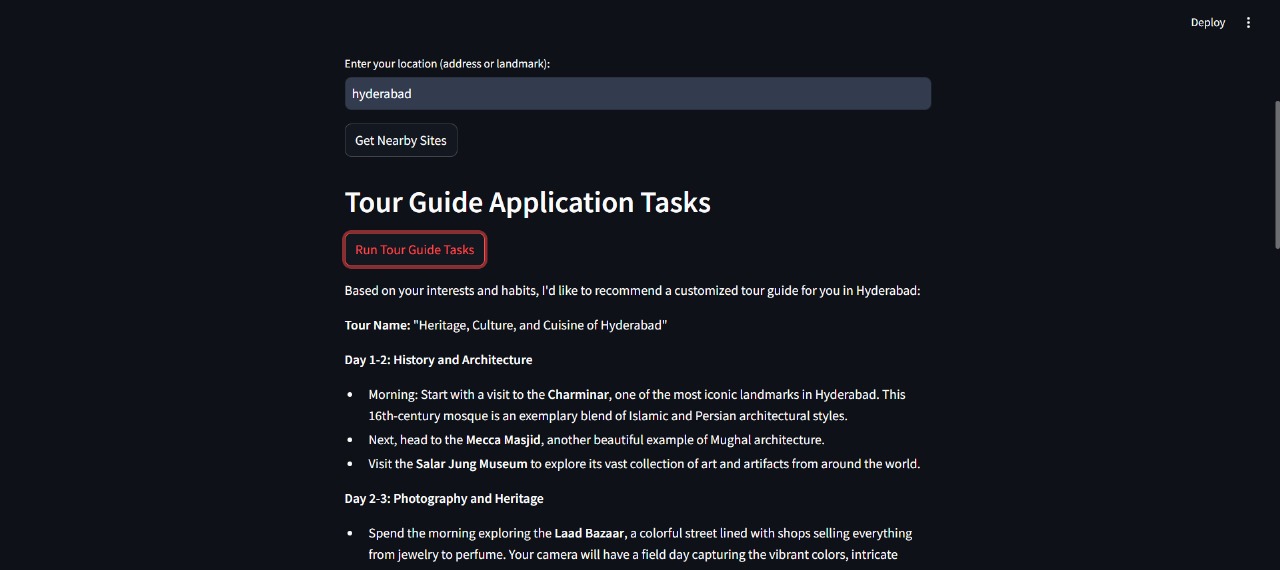 Deploy
Enter your location (address or landmark):
hyderabad
Get Nearby Sites
Tour Guide Application Tasks
Run Tour Guide Tasks
Based on your interests and habits, I'd like to recommend a customized tour guide for you in Hyderabad:
Tour Name: "Heritage, Culture, and Cuisine of Hyderabad"
Day 1-2: History and Architecture
• Morning: Start with a visit to the Charminar, one of the most iconic landmarks in Hyderabad. This
16th-century mosque is an exemplary blend of Islamic and Persian architectural styles.
• Next, head to the Mecca Masjid, another beautiful example of Mughal architecture.
• Visit the Salar Jung Museum to explore its vast collection of art and artifacts from around the world.
Day 2-3: Photography and Heritage
• Spend the morning exploring the Laad Bazaar, a colorful street lined with shops selling everything
from jewelry to perfume. Your camera will have a field day capturing the vibrant colors, intricate